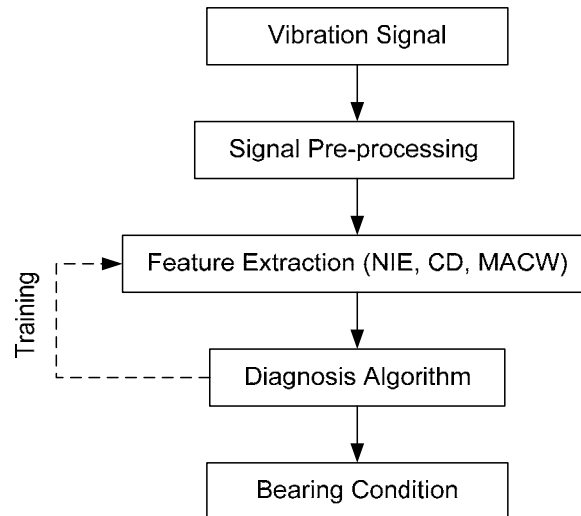 Vibration Signal
Signal Pre-processing
Feature Extraction (NIE, CD, MACW)
Training
Diagnosis Algorithm
Bearing Condition